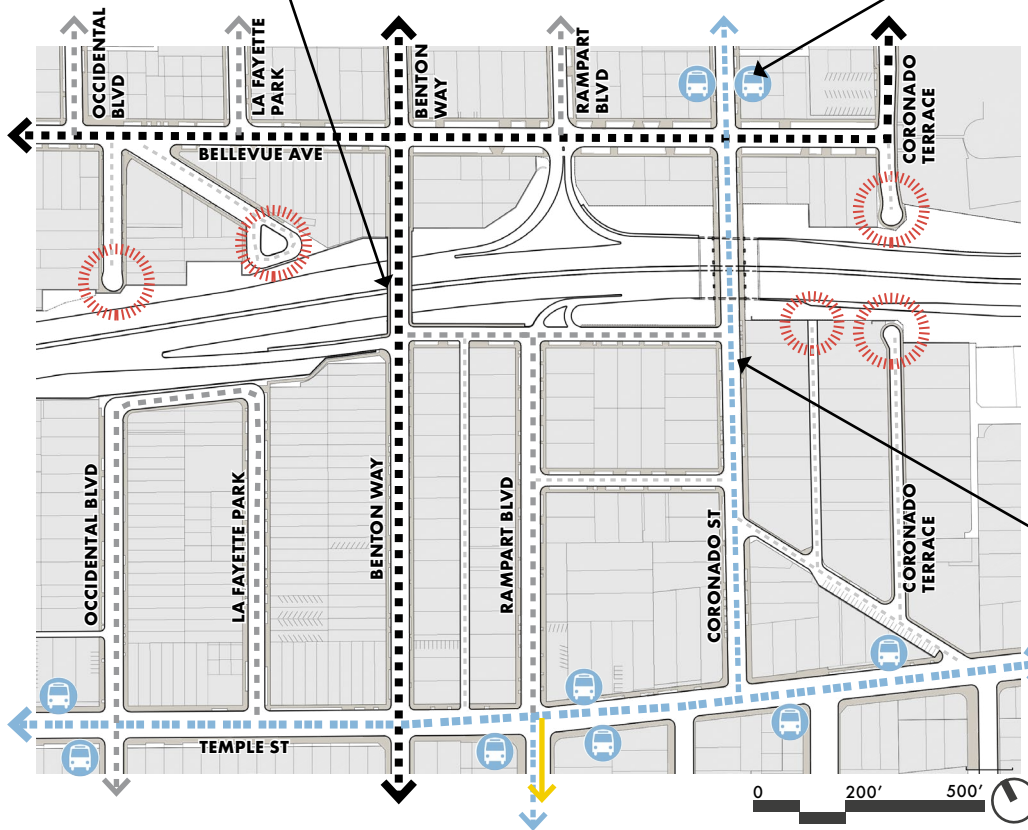 OCCIDENTAL
BLVD
LA FAYETTE
PARK
BENTON
WAY
RAMPART
BLVD
CORONADO
TERRACE
BELLEVUE AVE
OCCIDENTAL BLVD
LA FAYETTE PARK
BENTON WAY
RAMPART BLVD
CORONADO ST
CORONADO
TERRACE
TEMPLE ST
0 200' 500'